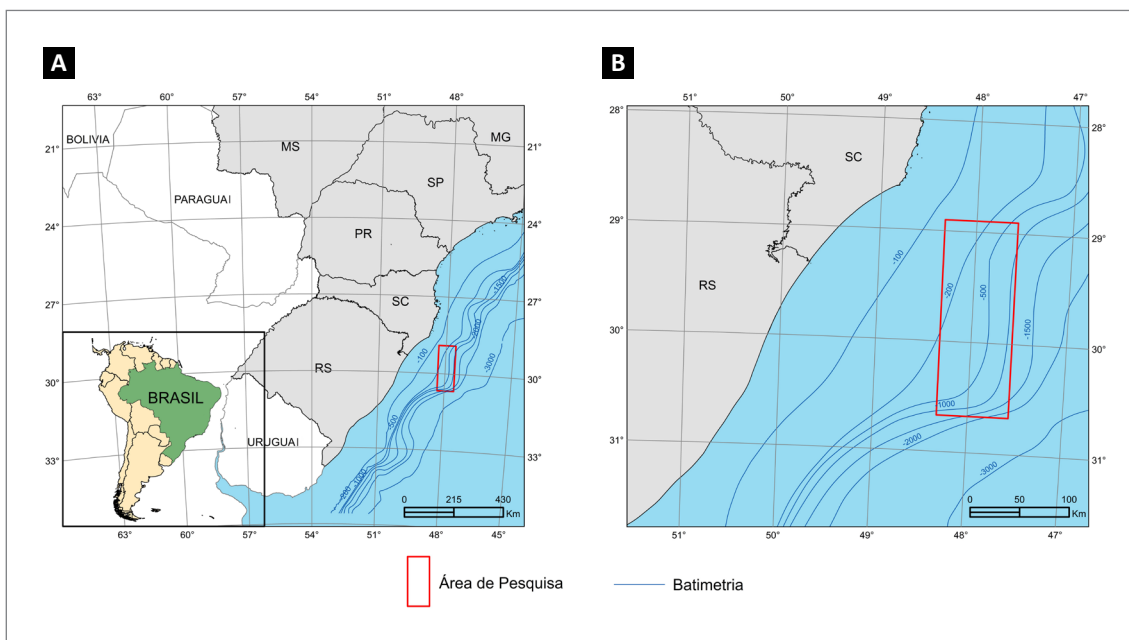 A
63° 60° 57° 54° 51° 48°
BOLIVIA
MG
MS
21° 21°
SP
PARAGUAI
24° 24°
PR
-1500
27° 27°
SC
-2000
-100
-3000
RS
30° 30°
BRASIL
-500
URUGUAI
33° 33°
-200 -1000
0 215 430
Km
63° 60° 57° 54° 51° 48° 45°
B
51° 50° 49° 48° 47°
28° 28°
SC
29° 29°
-100
RS
-200 -500
-1500
30° 30°
-1000
-2000
31° 31°
-3000
0 50 100
Km
51° 50° 49° 48° 47°
Área de Pesquisa
Batimetria